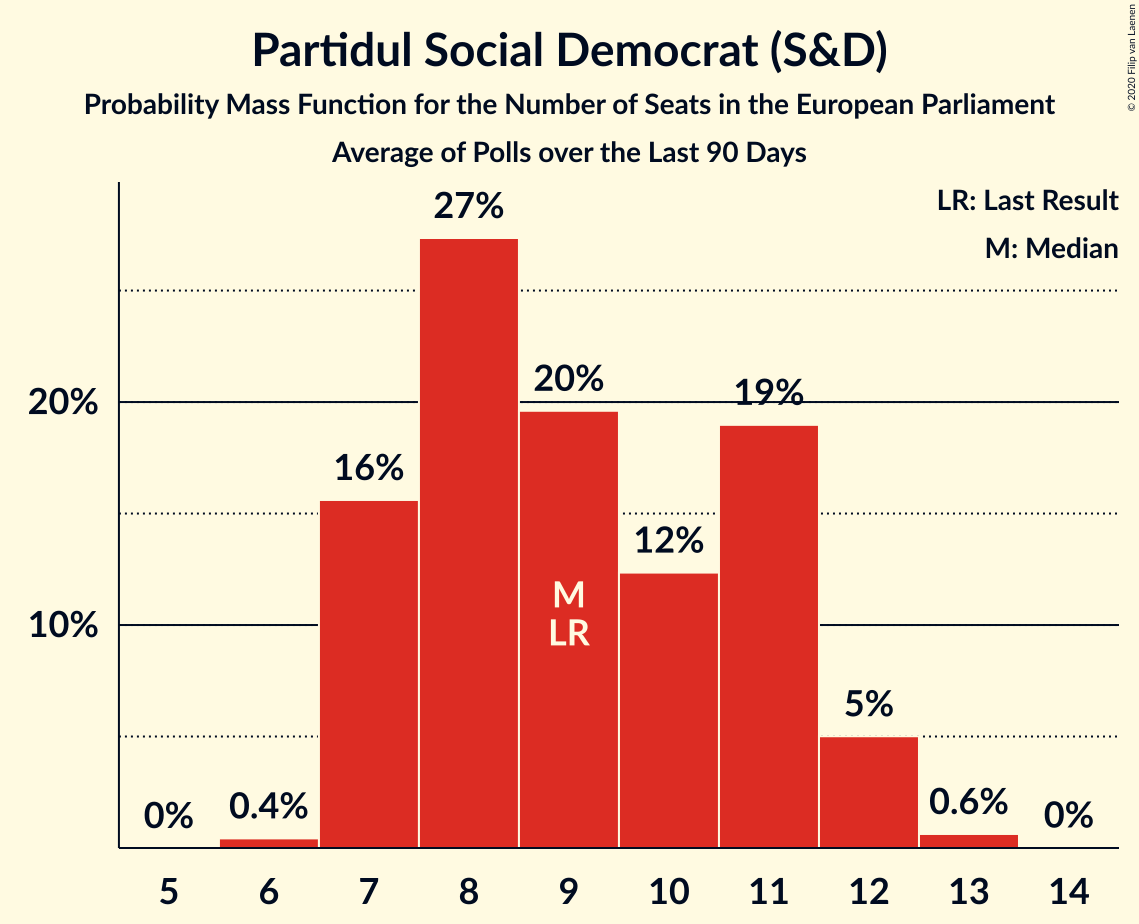 Partidul Social Democrat (S&D)
Probability Mass Function for the Number of Seats in the European Parliament
Average of Polls over the Last 90 Days
© 2020 Filip van Laenen
LR: Last Result
M: Median
27%
20%
19%
20%
16%
12%
M
LR
10%
5%
0%
0.4%
0.6%
0%
5 6 7 8 9 10 11 12 13 14